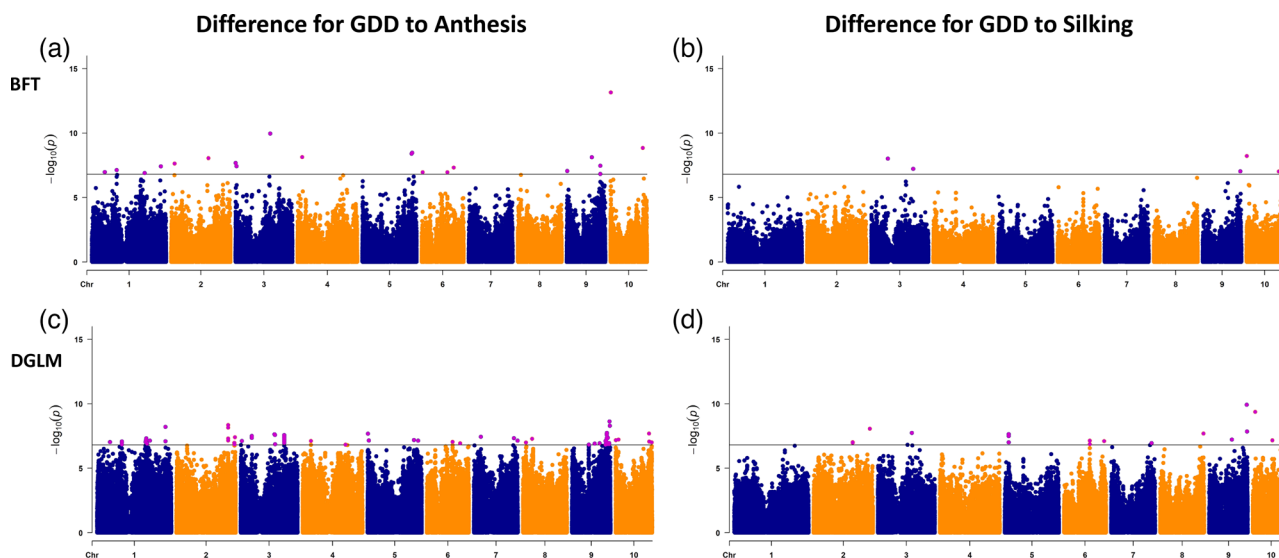 Difference for GDD to Anthesis
Difference for GDD to Silking
(a)
(b)
BFT
15
10
5
0
−log10(p)
Chr 1 2 3 4 5 6 7 8 9 10
15
10
5
0
−log10(p)
Chr 1 2 3 4 5 6 7 8 9 10
(c)
(d)
DGLM
15
10
5
0
−log10(p)
Chr 1 2 3 4 5 6 7 8 9 10
15
10
5
0
−log10(p)
Chr 1 2 3 4 5 6 7 8 9 10